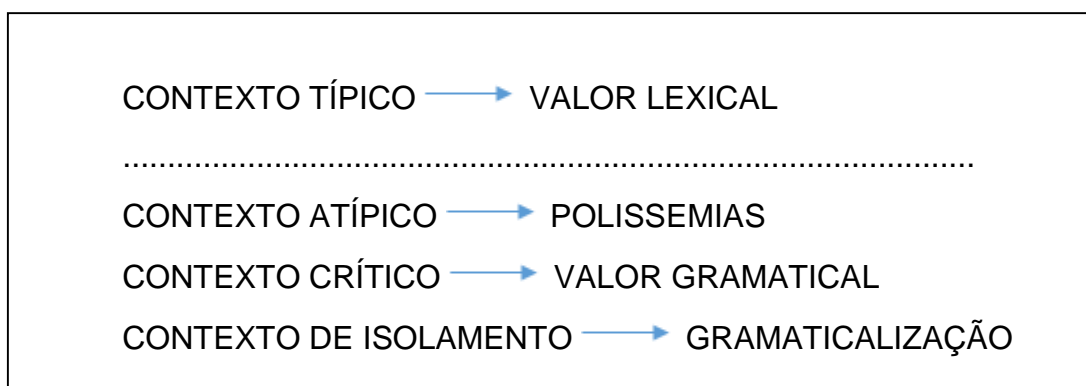 CONTEXTO TÍPICO → VALOR LEXICAL
................................................................................................
CONTEXTO ATÍPICO → POLISSEMIAS
CONTEXTO CRÍTICO → VALOR GRAMATICAL
CONTEXTO DE ISOLAMENTO → GRAMATICALIZAÇÃO